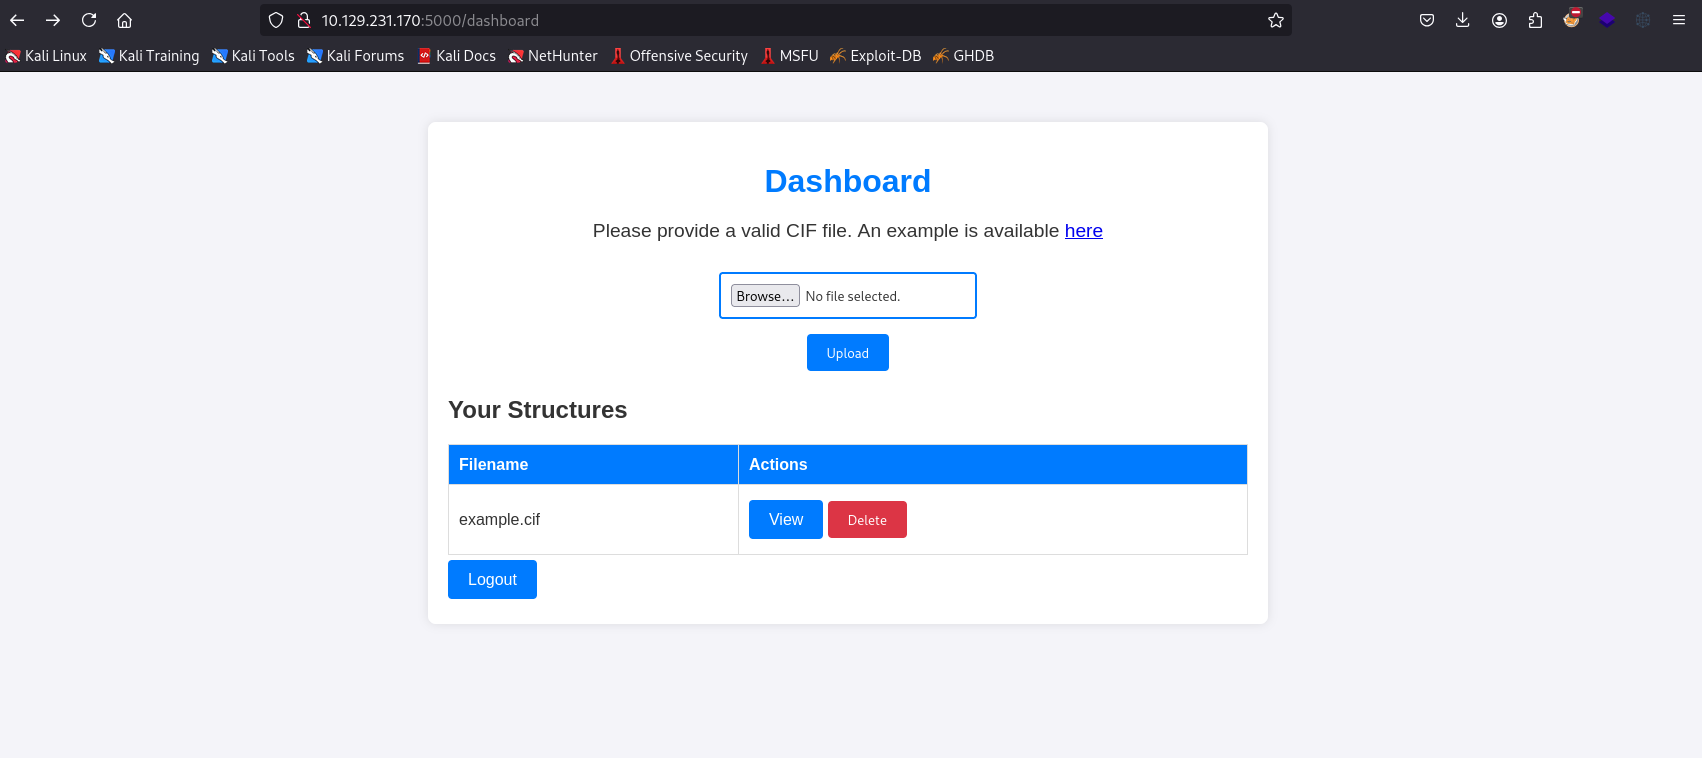 10.129.231.170:5000/dashboard
Kali Linux Kali Training Kali Tools Kali Forums Kali Docs NetHunter Offensive Security MSFU Exploit-DB GHDB
Dashboard
Please provide a valid CIF file. An example is available here
Browse... No file selected.
Upload
Your Structures
Filename Actions
example.cif View Delete
Logout